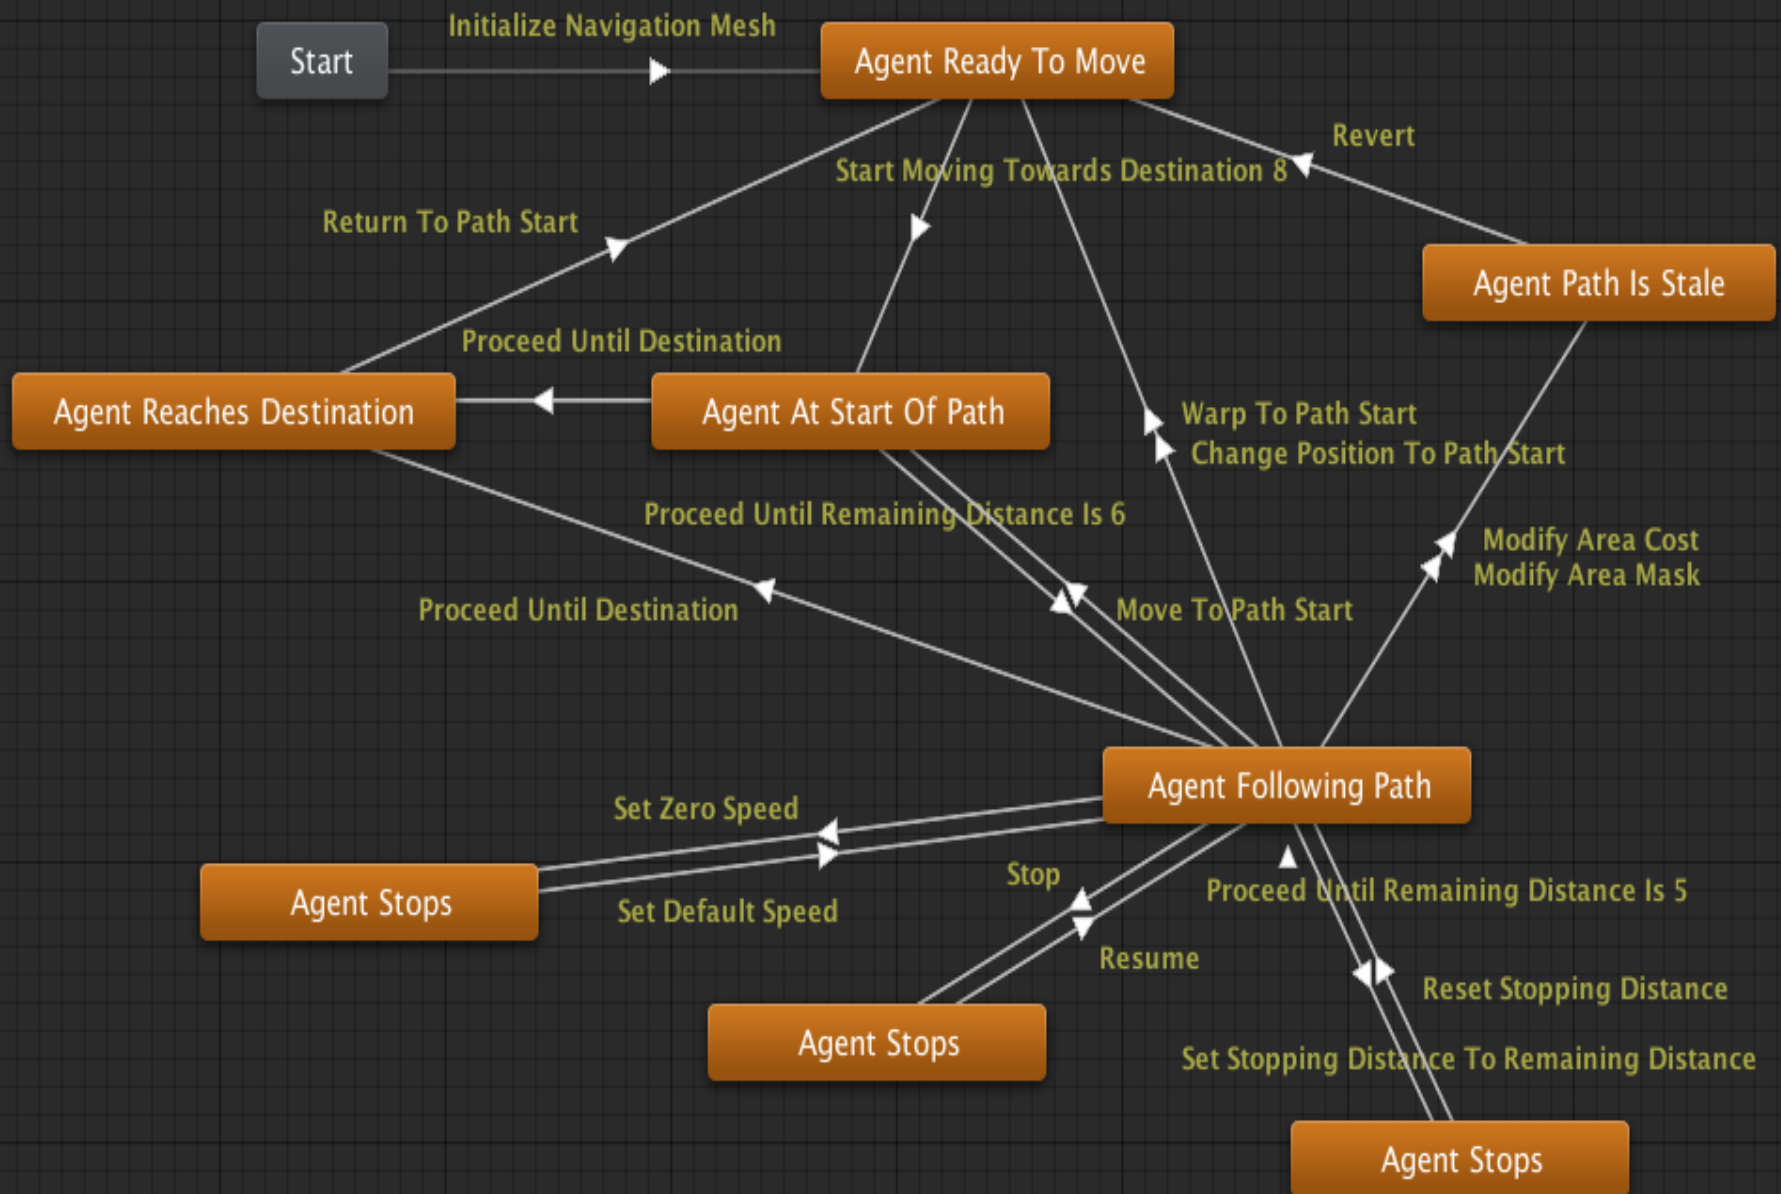 Initialize Navigation Mesh
Start
Agent Ready To Move
Revert
Start Moving Towards Destination 8
Return To Path Start
Agent Path Is Stale
Proceed Until Destination
Agent Reaches Destination
Agent At Start Of Path
Warp To Path Start
Change Position To Path Start
Proceed Until Remaining Distance Is 6
Modify Area Cost
Modify Area Mask
Proceed Until Destination
Move To Path Start
Agent Following Path
Set Zero Speed
Stop
Proceed Until Remaining Distance Is 5
Agent Stops
Set Default Speed
Resume
Reset Stopping Distance
Agent Stops
Set Stopping Distance To Remaining Distance
Agent Stops